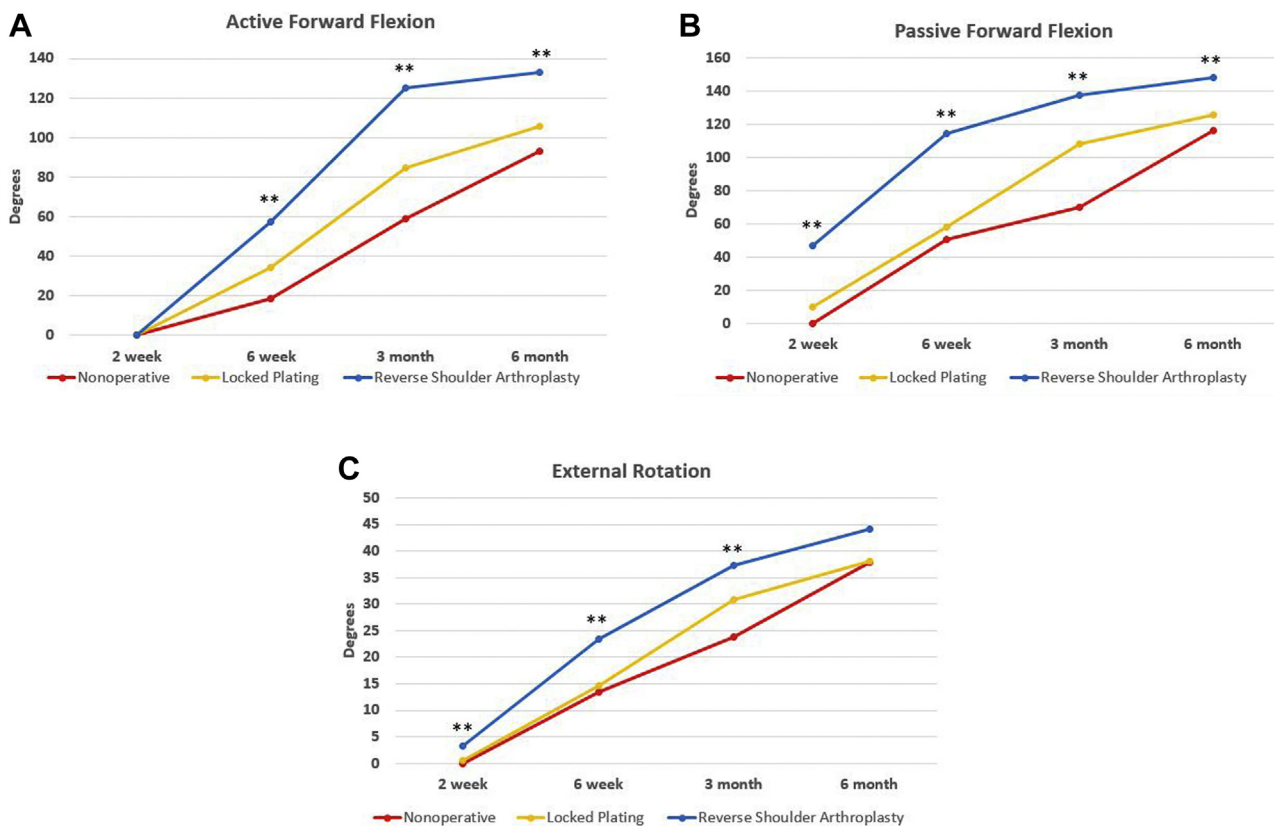 A
Active Forward Flexion
140
120
100
80
60
40
20
0
Degrees
**
**
**
2 week 6 week 3 month 6 month
Nonoperative Locked Plating Reverse Shoulder Arthroplasty
B
Passive Forward Flexion
160
140
120
100
80
60
40
20
0
Degrees
**
**
**
**
2 week 6 week 3 month 6 month
Nonoperative Locked Plating Reverse Shoulder Arthroplasty
C
External Rotation
50
45
40
35
30
25
20
15
10
5
0
Degrees
**
**
**
2 week 6 week 3 month 6 month
Nonoperative Locked Plating Reverse Shoulder Arthroplasty